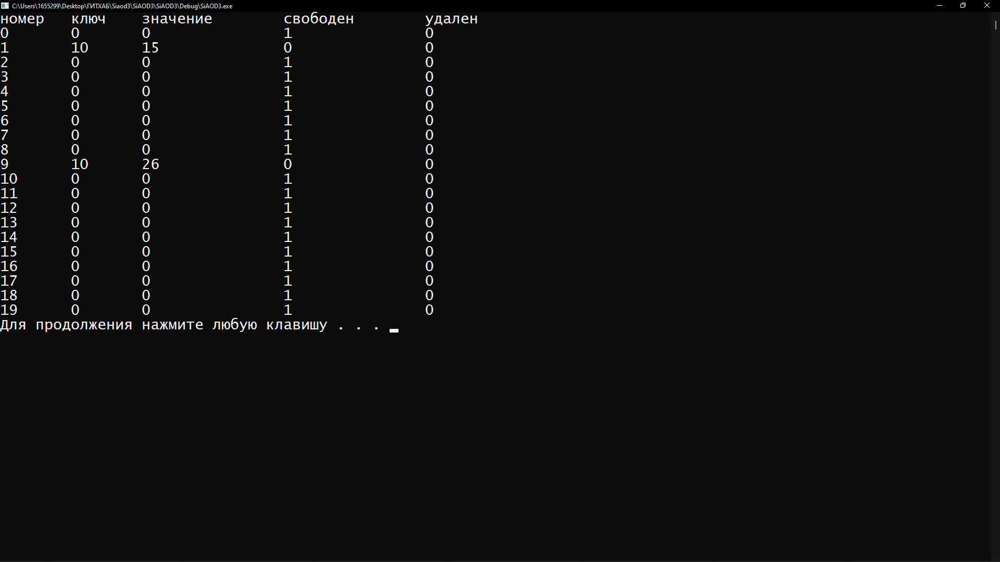 C:\Users\1655299\Desktop\ГИТХАБ\Siaod3\SiAOD3\SiAOD3\Debug\SiAOD3.exe
номер ключ значение свободен удален
0 0 0 1 0
1 10 15 0 0
2 0 0 1 0
3 0 0 1 0
4 0 0 1 0
5 0 0 1 0
6 0 0 1 0
7 0 0 1 0
8 0 0 1 0
9 10 26 0 0
10 0 0 1 0
11 0 0 1 0
12 0 0 1 0
13 0 0 1 0
14 0 0 1 0
15 0 0 1 0
16 0 0 1 0
17 0 0 1 0
18 0 0 1 0
19 0 0 1 0
Для продолжения нажмите любую клавишу . . .